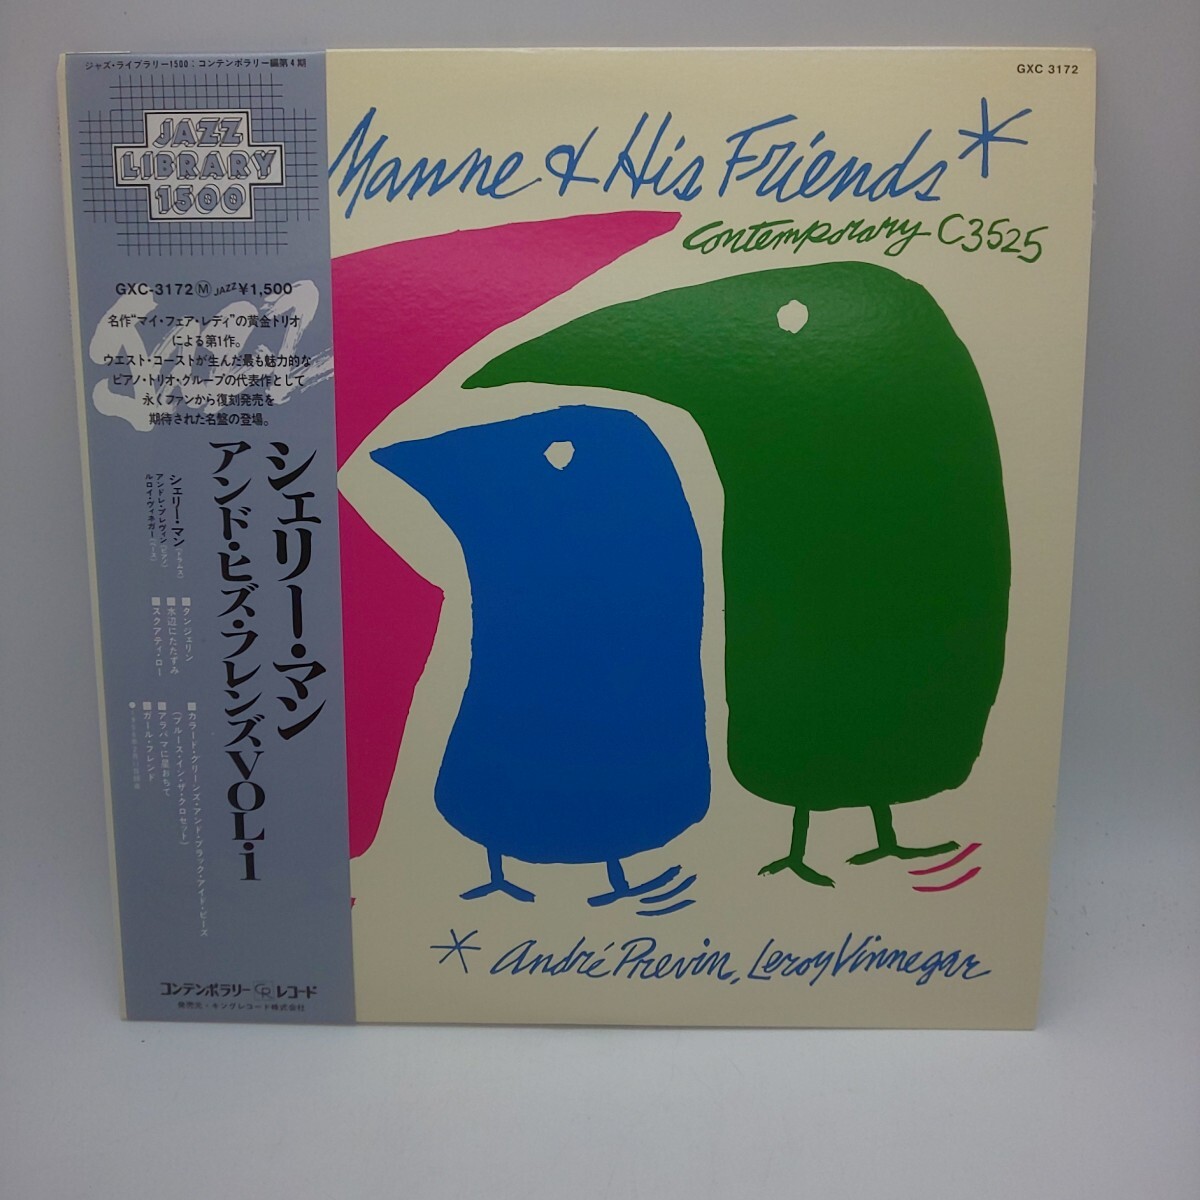 ジャズ・ライブラリー1500：コンテンポラリー編第4期
JAZZ
LIBRARY
1500
GXC-3172 Ⓜ JAZZ ¥1,500
名作“マイ・フェア・レディ”の黄金トリオ
による第1作。
ウエスト・コーストが生んだ最も魅力的な
ピアノ・トリオ・グループの代表作として
永くファンから復刻発売を
期待された名盤の登場。
Jazz
シェリー・マン
アンド・ヒズ・フレンズVOL.1
シェリー・マン(ドラムス)
アンドレ・プレヴィン(ピアノ)
ルロイ・ヴィネガー(ベース)
■タンジェリン
■水辺にたたずみ
■スクアティ・ロー
■カラード・グリーンズ・アンド・ブラック・アイド・ピーズ
(ブルース・イン・ザ・クロセット)
■アラバマに星おちて
■ガール・フレンド
コンテンポラリー CR レコード
発売元・キングレコード株式会社
GXC 3172
Manne & His Friends*
Contemporary C3525
* André Previn, Leroy Vinnegar